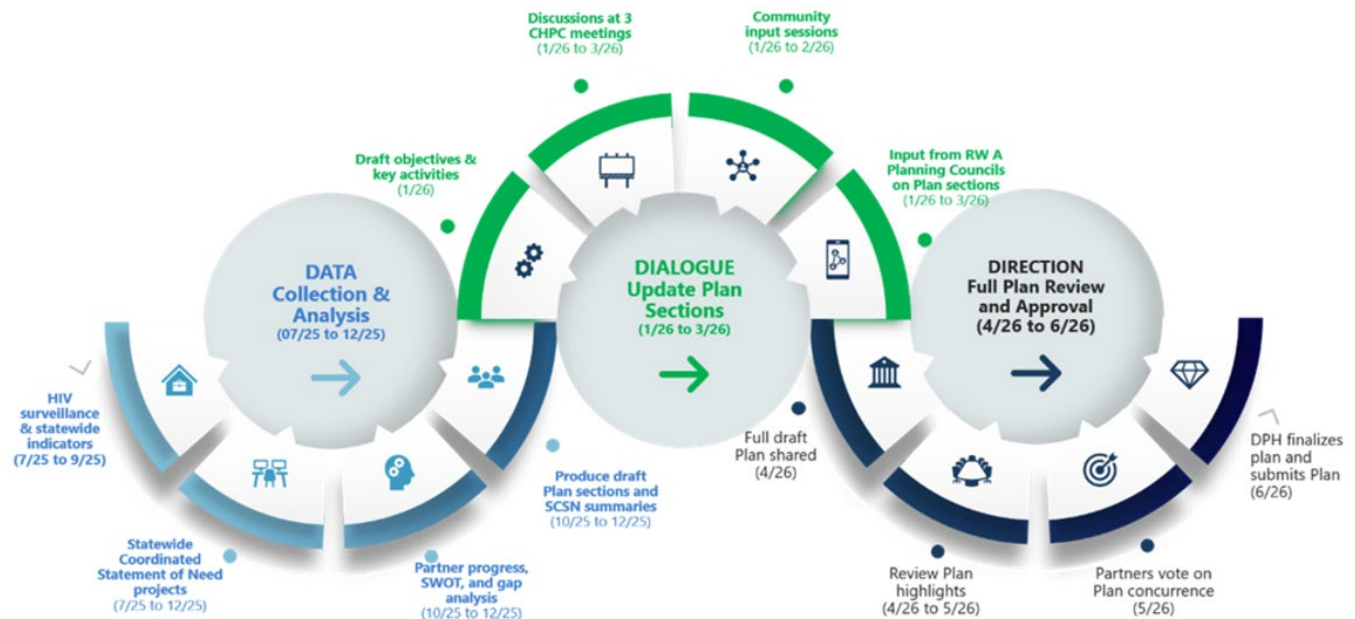 HIV
surveillance
& statewide
indicators
(7/25 to 9/25)
Statewide
Coordinated
Statement of Need
projects
(7/25 to 12/25)
DATA
Collection &
Analysis
(07/25 to 12/25)
Partner progress,
SWOT, and gap
analysis
(10/25 to 12/25)
Produce draft
Plan sections and
SCSN summaries
(10/25 to 12/25)
Draft objectives &
key activities
(1/26)
Discussions at 3
CHPC meetings
(1/26 to 3/26)
DIALOGUE
Update Plan
Sections
(1/26 to 3/26)
Community
input sessions
(1/26 to 2/26)
Input from RW A
Planning Councils
on Plan sections
(1/26 to 3/26)
Full draft
Plan shared
(4/26)
DIRECTION
Full Plan Review
and Approval
(4/26 to 6/26)
Review Plan
highlights
(4/26 to 5/26)
Partners vote on
Plan concurrence
(5/26)
DPH finalizes
plan and
submits Plan
(6/26)